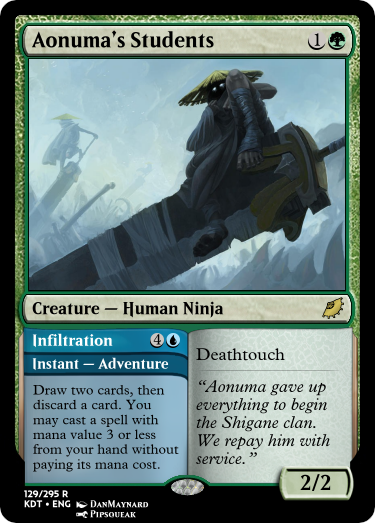 Aonuma's Students 1
Creature — Human Ninja
Infiltration 4
Instant — Adventure
Draw two cards, then
discard a card. You
may cast a spell with
mana value 3 or less
from your hand without
paying its mana cost.
Deathtouch
“Aonuma gave up
everything to begin
the Shigane clan.
We repay him with
service.”
2/2
129/295 R
KDT • ENG DanMaynard
Pipsqueak